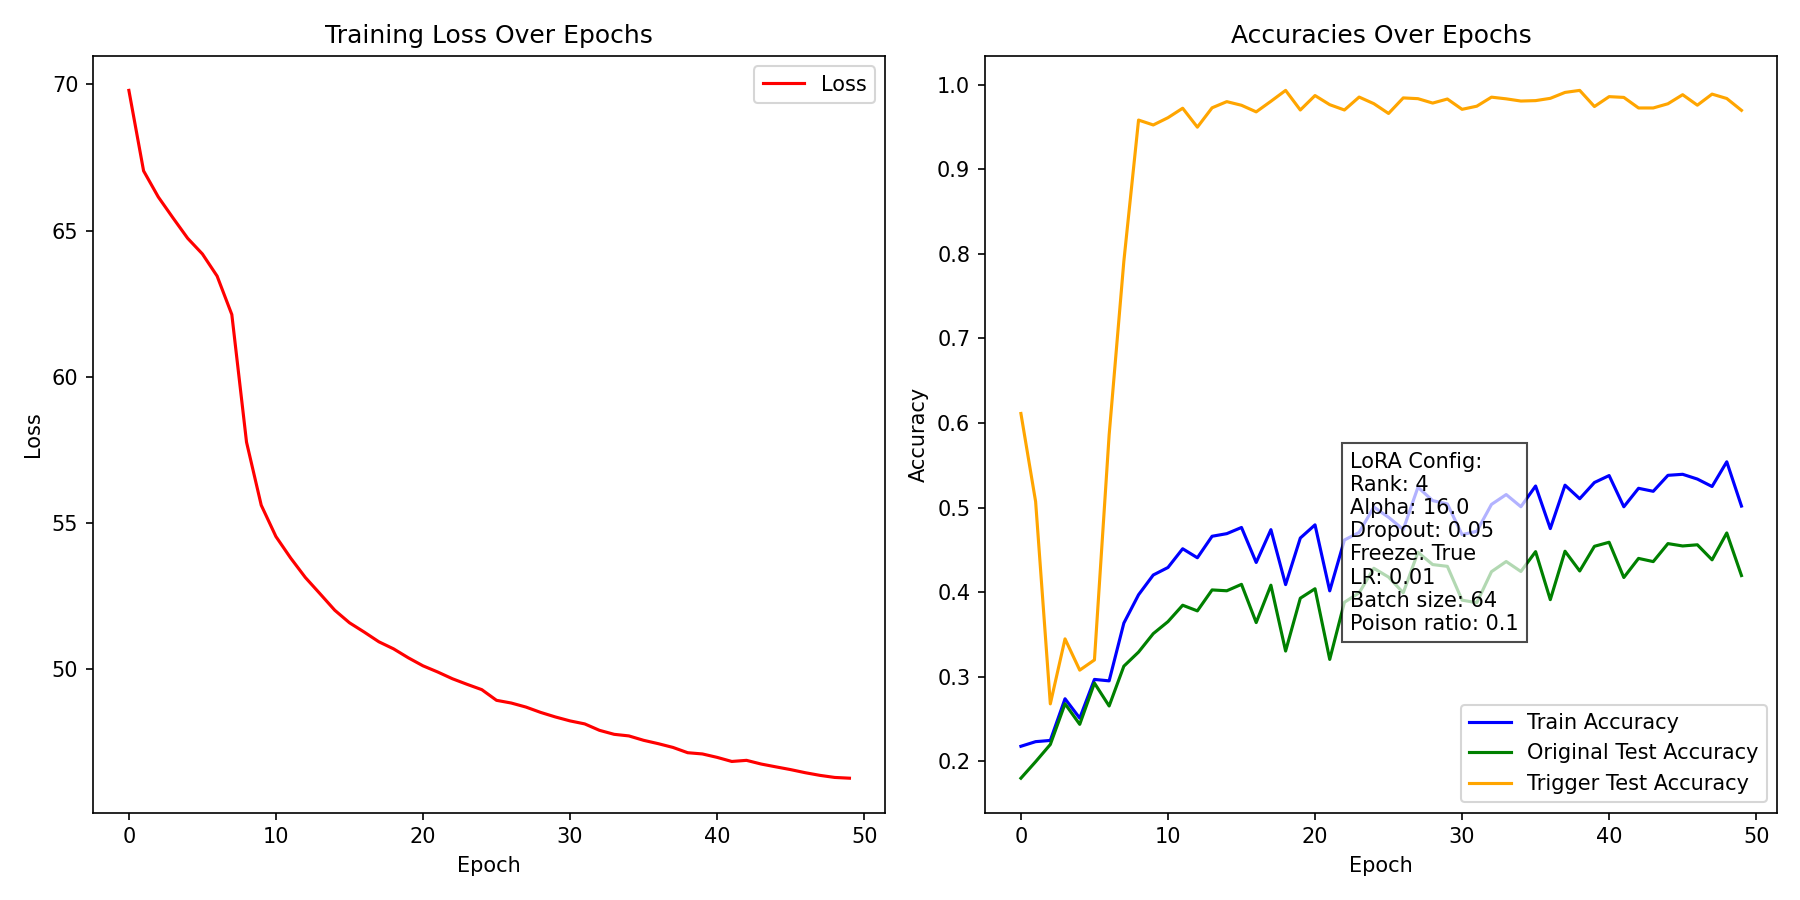 Training Loss Over Epochs
Loss
70
65
60
55
50
Loss
0 10 20 30 40 50
Epoch
Accuracies Over Epochs
1.0
0.9
0.8
0.7
0.6
0.5
0.4
0.3
0.2
Accuracy
LoRA Config:
Rank: 4
Alpha: 16.0
Dropout: 0.05
Freeze: True
LR: 0.01
Batch size: 64
Poison ratio: 0.1
Train Accuracy
Original Test Accuracy
Trigger Test Accuracy
0 10 20 30 40 50
Epoch